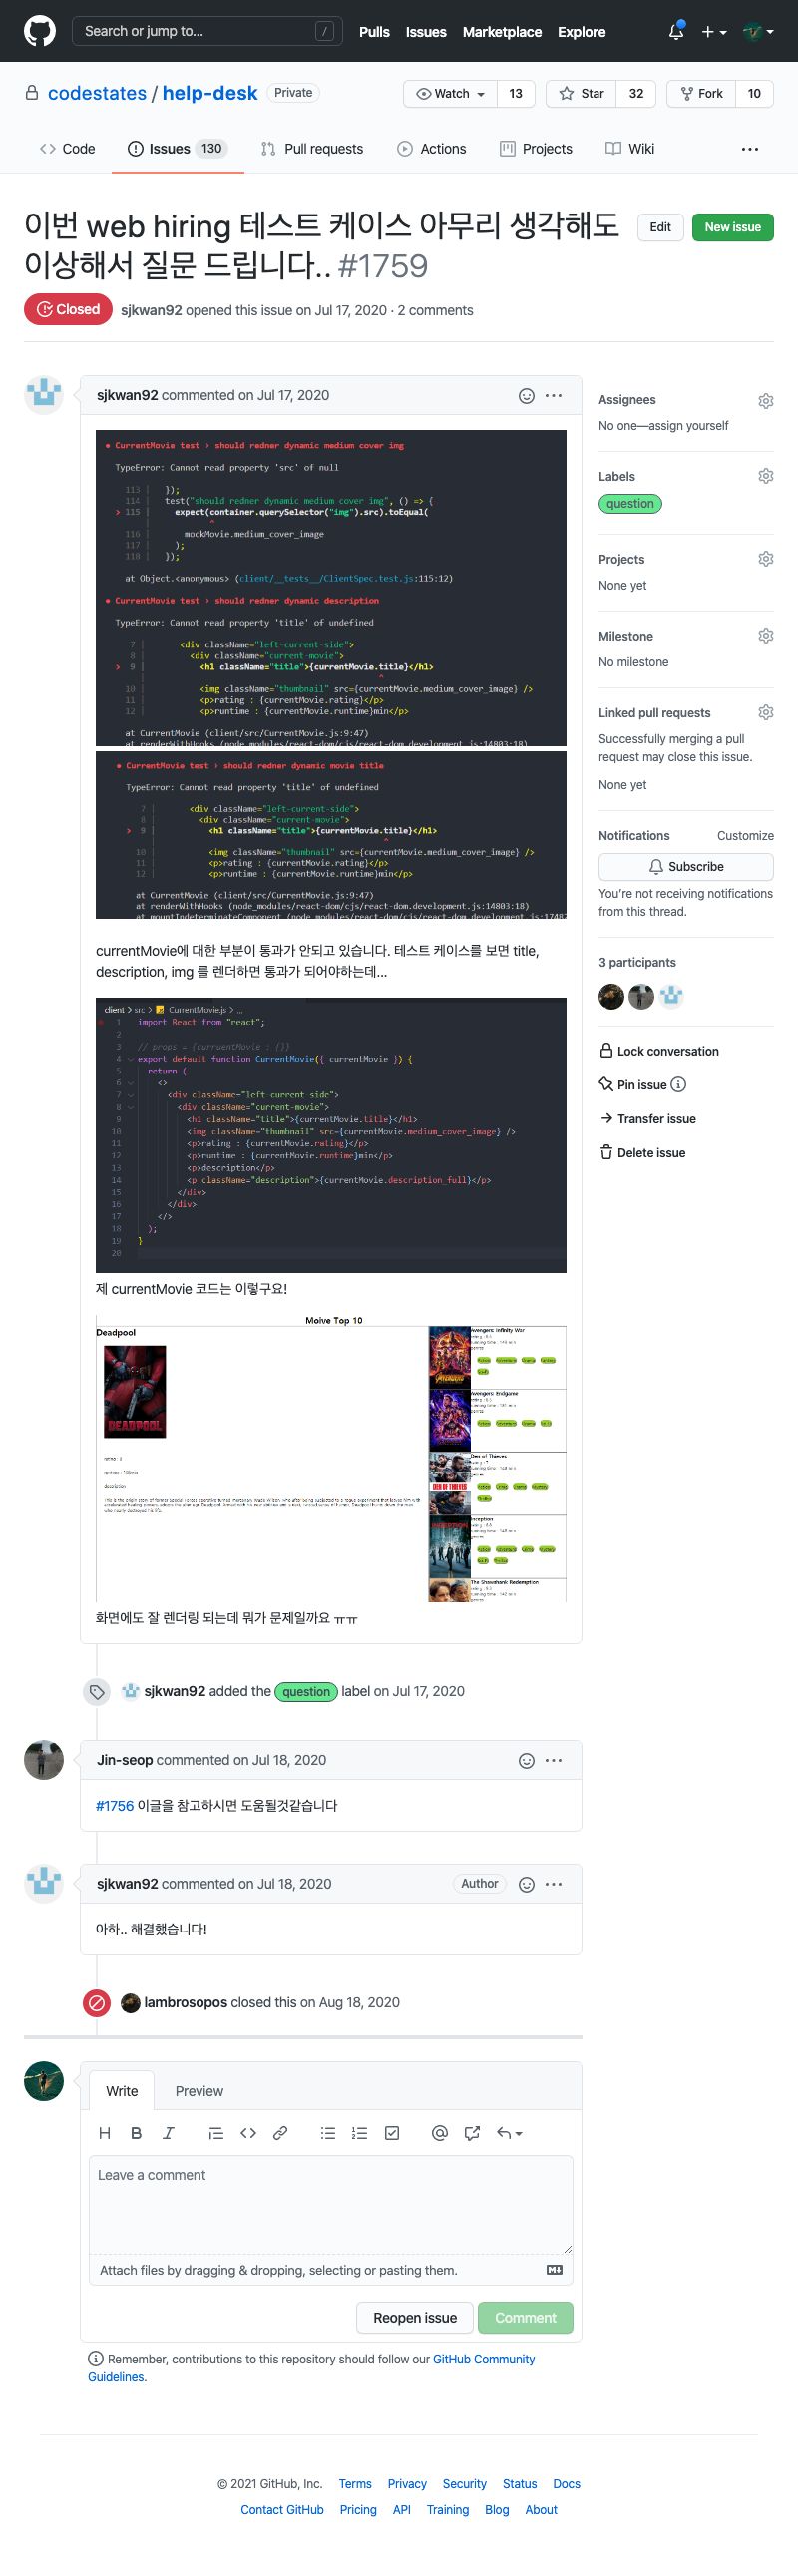 Search or jump to...
/
Pulls Issues Marketplace Explore
codestates / help-desk Private
Watch 13 Star 32 Fork 10
Code Issues 130 Pull requests Actions Projects Wiki
이번 web hiring 테스트 케이스 아무리 생각해도
이상해서 질문 드립니다.. #1759
Edit New issue
Closed sjkwan92 opened this issue on Jul 17, 2020 · 2 comments
sjkwan92 commented on Jul 17, 2020
● CurrentMovie test › should redner dynamic medium cover img
TypeError: Cannot read property 'src' of null
113 | });
114 | test("should redner dynamic medium cover img", () => {
> 115 | expect(container.querySelector("img").src).toEqual(
| ^
116 | mockMovie.medium_cover_image
117 | );
118 | });
at Object.<anonymous> (client/__tests__/ClientSpec.test.js:115:12)
● CurrentMovie test › should redner dynamic description
TypeError: Cannot read property 'title' of undefined
7 | <div className="left-current-side">
8 | <div className="current-movie">
> 9 | <h1 className="title">{currentMovie.title}</h1>
| ^
10 | <img className="thumbnail" src={currentMovie.medium_cover_image} />
11 | <p>rating : {currentMovie.rating}</p>
12 | <p>runtime : {currentMovie.runtime}min</p>
at CurrentMovie (client/src/CurrentMovie.js:9:47)
at renderWithHooks (node_modules/react-dom/cjs/react-dom.development.js:14803:18)
● CurrentMovie test › should redner dynamic movie title
TypeError: Cannot read property 'title' of undefined
7 | <div className="left-current-side">
8 | <div className="current-movie">
> 9 | <h1 className="title">{currentMovie.title}</h1>
| ^
10 | <img className="thumbnail" src={currentMovie.medium_cover_image} />
11 | <p>rating : {currentMovie.rating}</p>
12 | <p>runtime : {currentMovie.runtime}min</p>
at CurrentMovie (client/src/CurrentMovie.js:9:47)
at renderWithHooks (node_modules/react-dom/cjs/react-dom.development.js:14803:18)
at mountIndeterminateComponent (node_modules/react-dom/cjs/react-dom.development.js:17482
currentMovie에 대한 부분이 통과가 안되고 있습니다. 테스트 케이스를 보면 title,
description, img 를 렌더하면 통과가 되어야하는데...
client > src > CurrentMovie.js > ...
1 import React from "react";
2
3 // props = {curruentMovie : {}}
4 export default function CurrentMovie({ currentMovie }) {
5 return (
6 <>
7 <div className="left-current-side">
8 <div className="current-movie">
9 <h1 className="title">{currentMovie.title}</h1>
10 <img className="thumbnail" src={currentMovie.medium_cover_image} />
11 <p>rating : {currentMovie.rating}</p>
12 <p>runtime : {currentMovie.runtime}min</p>
13 <p>description</p>
14 <p className="description">{currentMovie.description_full}</p>
15 </div>
16 </div>
17 </>
18 );
19 }
20
제 currentMovie 코드는 이렇구요!
Moive Top 10
Deadpool
DEADPOOL
description
Avengers: Infinity War
Avengers: Endgame
Den of Thieves
DEN OF THIEVES
Inception
The Shawshank Redemption
화면에도 잘 렌더링 되는데 뭐가 문제일까요 ㅠㅠ
sjkwan92 added the question label on Jul 17, 2020
Jin-seop commented on Jul 18, 2020
#1756 이글을 참고하시면 도움될것같습니다
sjkwan92 commented on Jul 18, 2020 Author
아하.. 해결했습니다!
lambrosopos closed this on Aug 18, 2020
Write Preview
Leave a comment
Attach files by dragging & dropping, selecting or pasting them.
Reopen issue Comment
Remember, contributions to this repository should follow our GitHub Community
Guidelines.
Assignees
No one—assign yourself
Labels
question
Projects
None yet
Milestone
No milestone
Linked pull requests
Successfully merging a pull
request may close this issue.
None yet
Notifications Customize
Subscribe
You're not receiving notifications
from this thread.
3 participants
Lock conversation
Pin issue
Transfer issue
Delete issue
© 2021 GitHub, Inc. Terms Privacy Security Status Docs
Contact GitHub Pricing API Training Blog About